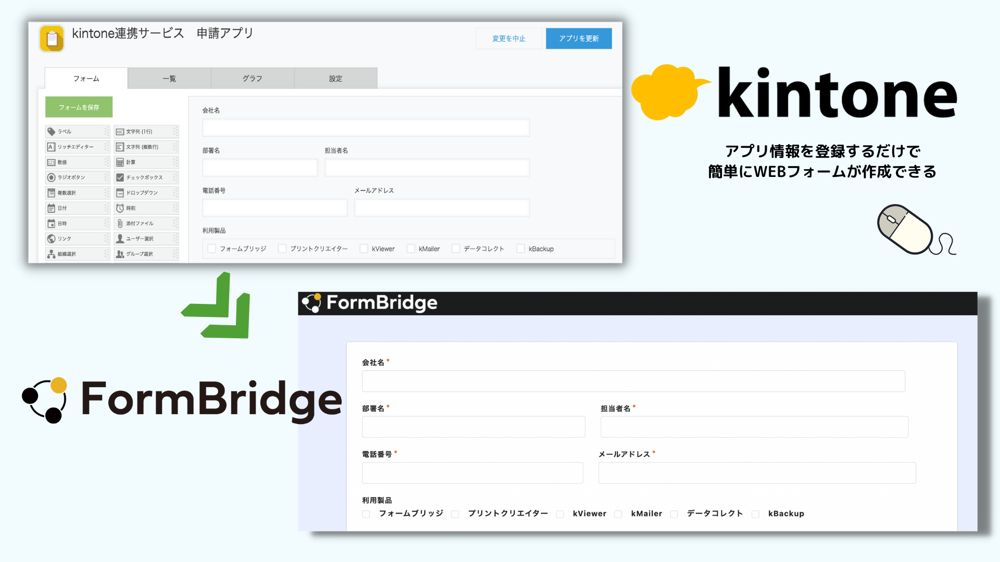 kintone連携サービス　申請アプリ
変更を中止
アプリを更新
フォーム
一覧
グラフ
設定
フォームを保存
ラベル
文字列 (1行)
リッチエディター
文字列 (複数行)
数値
計算
ラジオボタン
チェックボックス
複数選択
ドロップダウン
日付
時刻
日時
添付ファイル
リンク
ユーザー選択
組織選択
グループ選択
会社名
部署名
担当者名
電話番号
メールアドレス
利用製品
フォームブリッジ プリントクリエイター kViewer kMailer データコレクト kBackup
kintone
アプリ情報を登録するだけで
簡単にWEBフォームが作成できる
FormBridge
FormBridge
会社名*
部署名*
担当者名*
電話番号*
メールアドレス*
利用製品
フォームブリッジ プリントクリエイター kViewer kMailer データコレクト kBackup